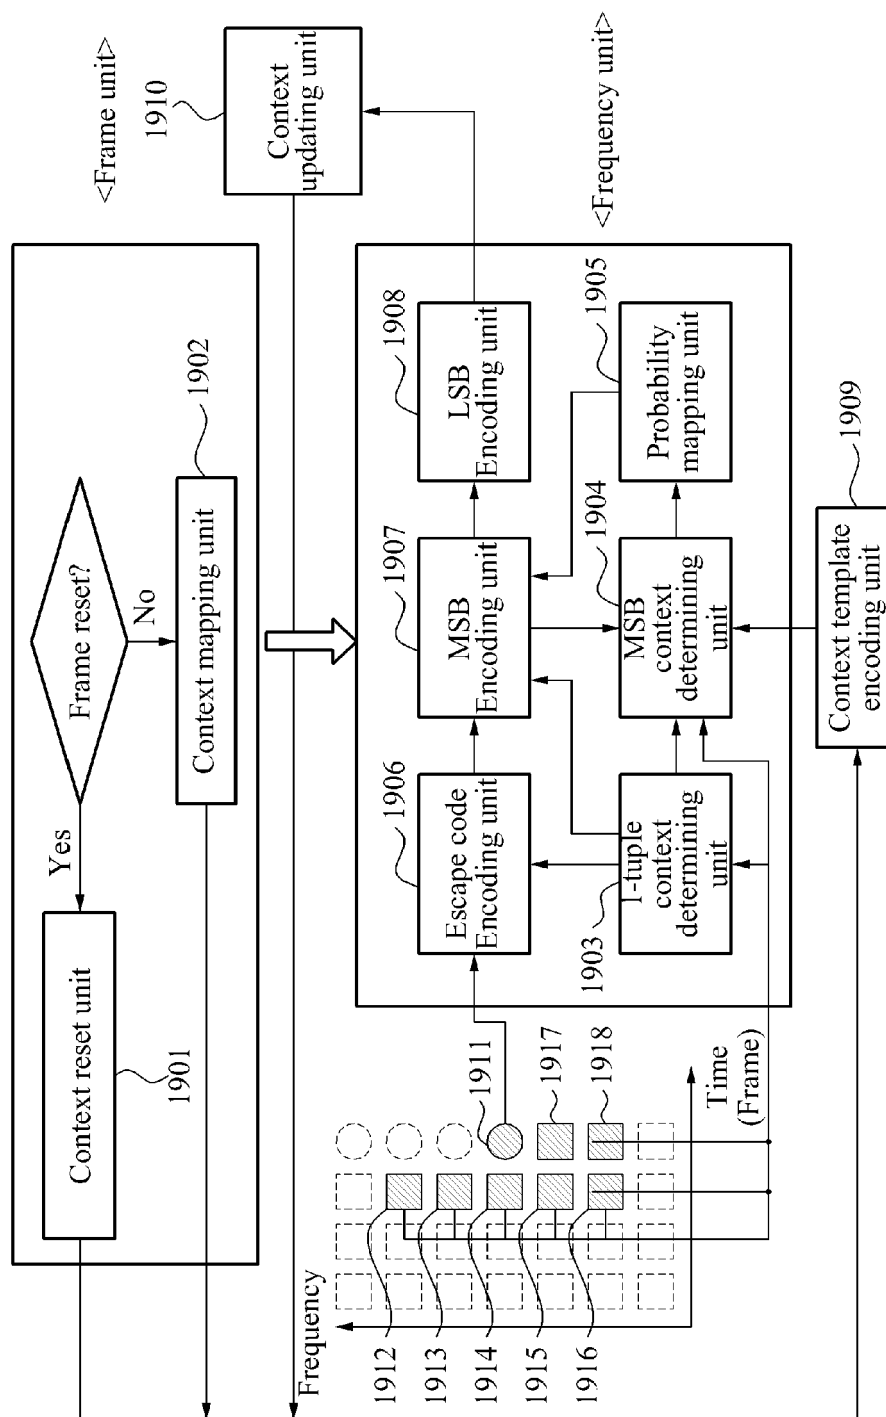 <Frame unit>
Frame reset?
Yes
No
Context reset unit
1901
Context mapping unit
1902
Context
updating unit
1910
<Frequency unit>
Escape code
Encoding unit
1906
MSB
Encoding unit
1907
LSB
Encoding unit
1908
1-tuple
context
determining
unit
1903
MSB
context
determining
unit
1904
Probability
mapping unit
1905
Context template
encoding unit
1909
Frequency
Time
(Frame)
1911
1917
1918
1912
1913
1914
1915
1916